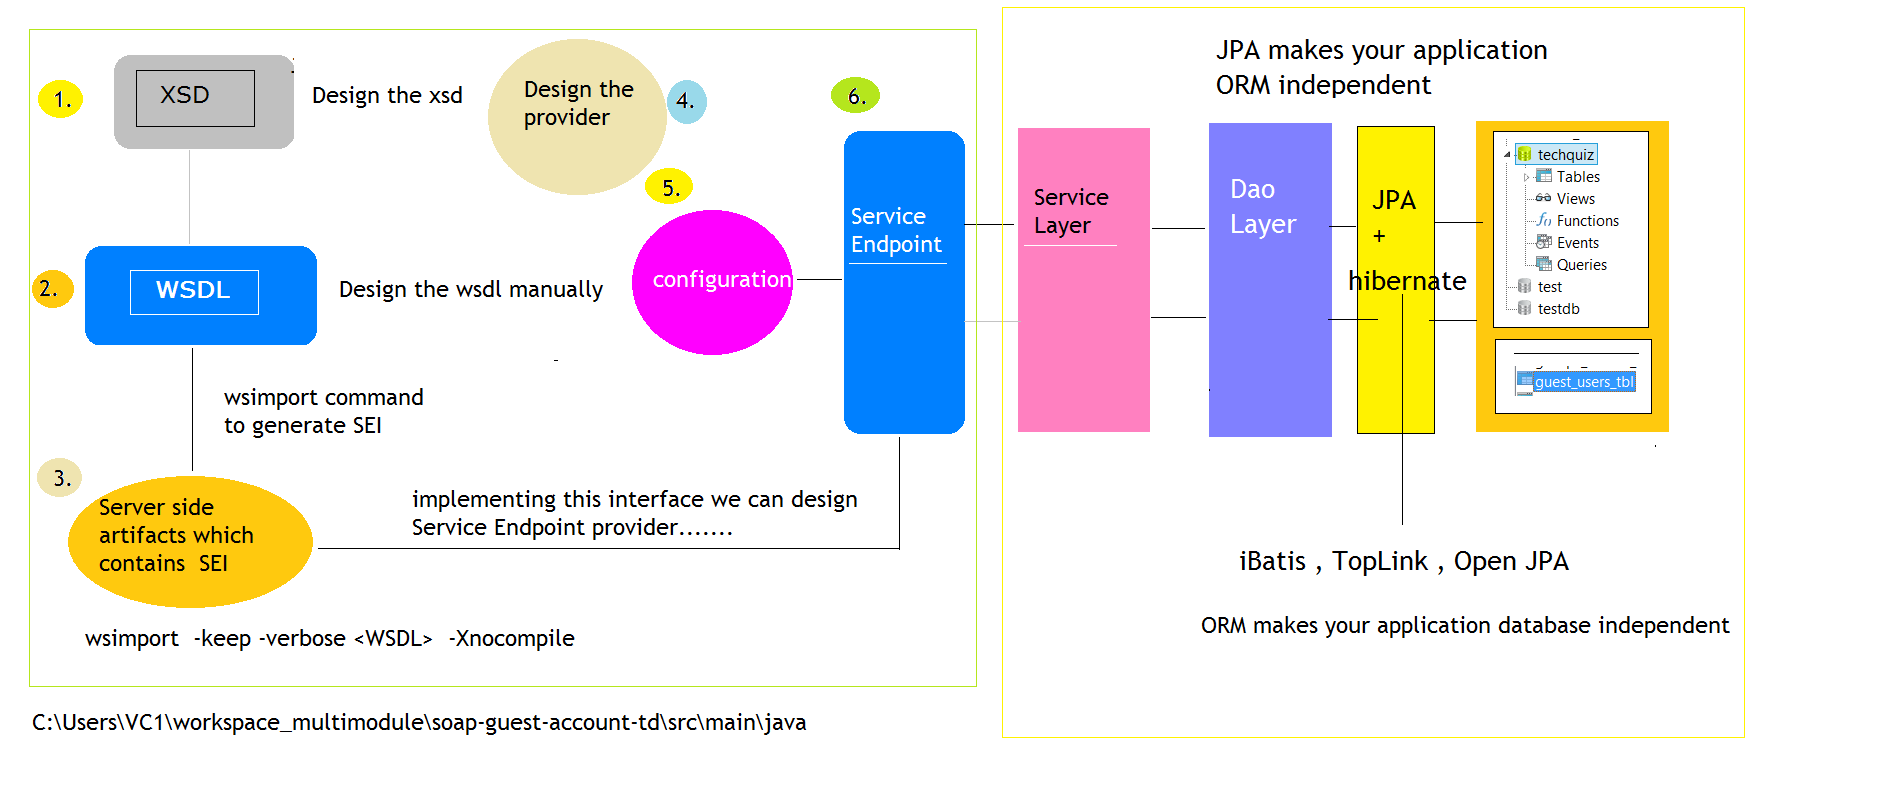 1.
XSD
Design the xsd
Design the
provider
4.
5.
6.
2.
WSDL
Design the wsdl manually
configuration
Service
Endpoint
wsimport command
to generate SEI
3.
Server side
artifacts which
contains SEI
implementing this interface we can design
Service Endpoint provider.......
wsimport -keep -verbose <WSDL> -Xnocompile
C:\Users\VC1\workspace_multimodule\soap-guest-account-td\src\main\java
JPA makes your application
ORM independent
Service
Layer
Dao
Layer
JPA
+
hibernate
techquiz
Tables
Views
Functions
Events
Queries
test
testdb
guest_users_tbl
iBatis , TopLink , Open JPA
ORM makes your application database independent